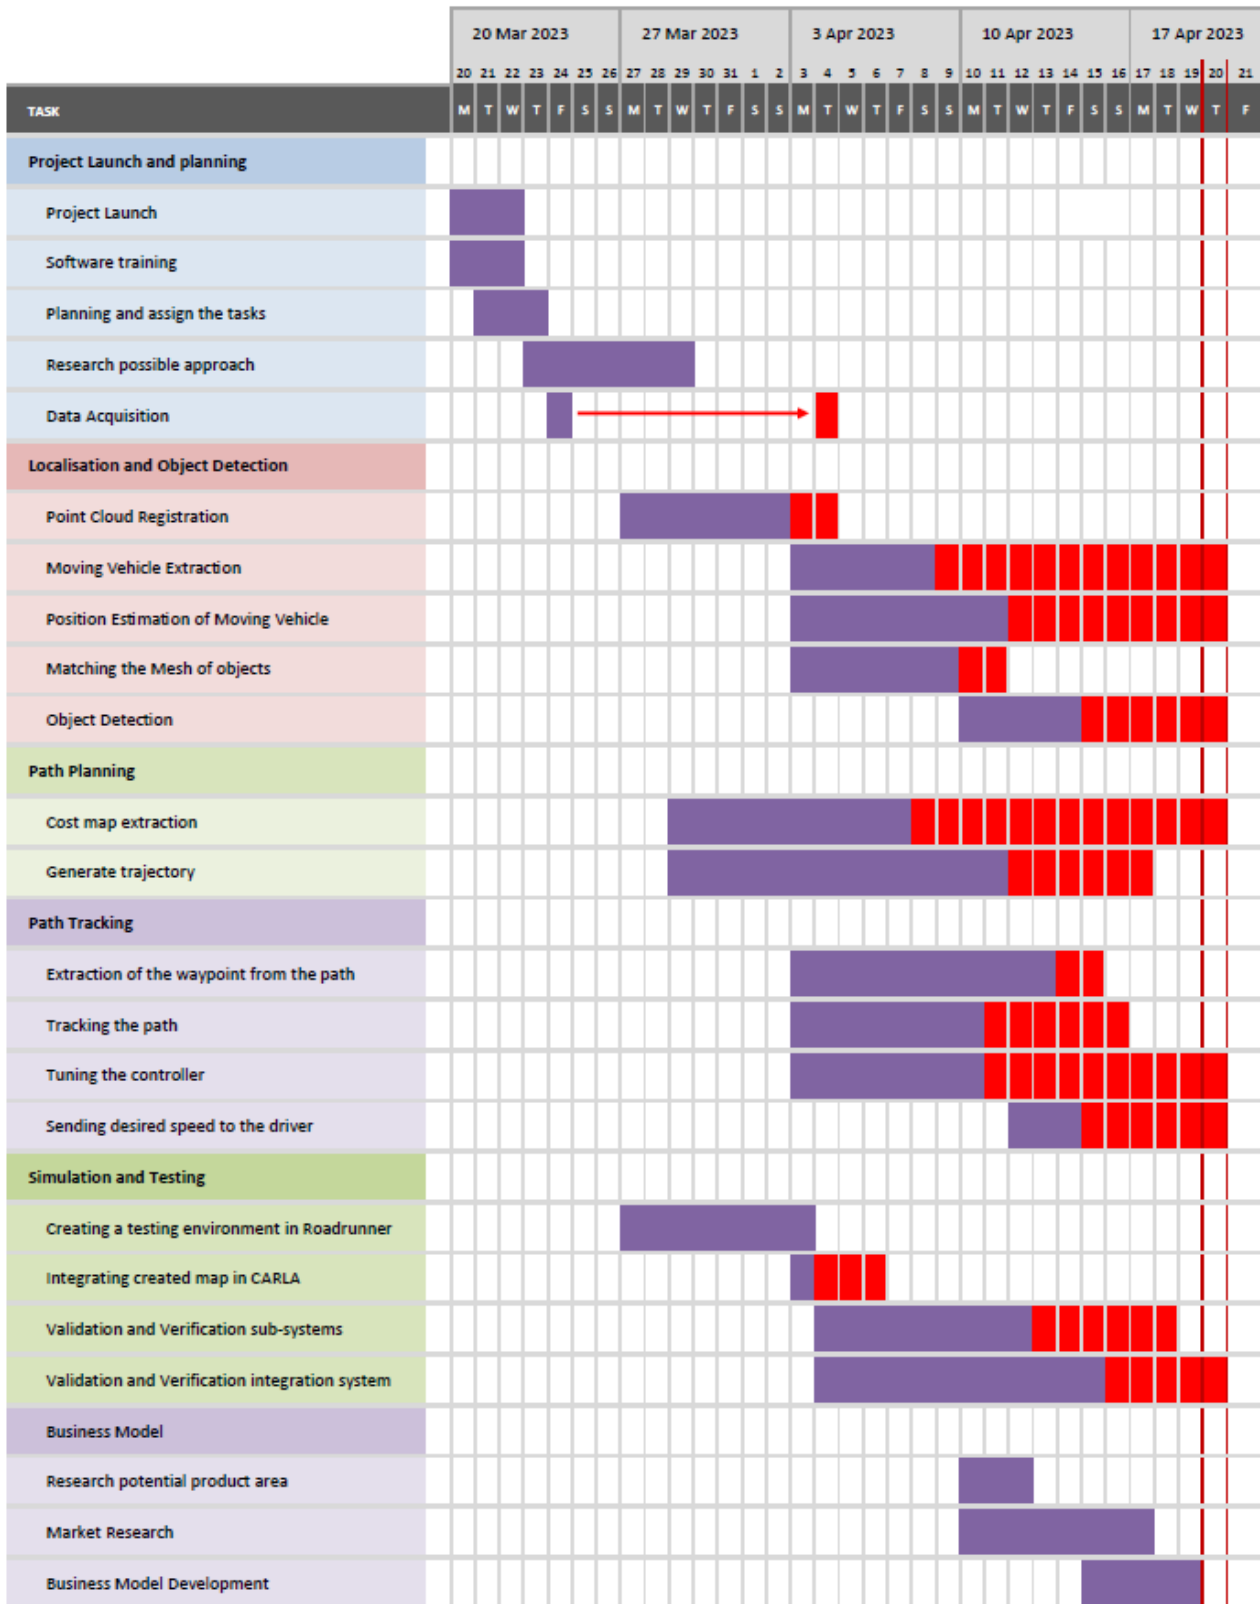 20 Mar 2023 27 Mar 2023 3 Apr 2023 10 Apr 2023 17 Apr 2023
20 21 22 23 24 25 26 27 28 29 30 31 1 2 3 4 5 6 7 8 9 10 11 12 13 14 15 16 17 18 19 20 21
TASK M T W T F S S M T W T F S S M T W T F S S M T W T F S S M T W T F
Project Launch and planning
Project Launch
Software training
Planning and assign the tasks
Research possible approach
Data Acquisition
Localisation and Object Detection
Point Cloud Registration
Moving Vehicle Extraction
Position Estimation of Moving Vehicle
Matching the Mesh of objects
Object Detection
Path Planning
Cost map extraction
Generate trajectory
Path Tracking
Extraction of the waypoint from the path
Tracking the path
Tuning the controller
Sending desired speed to the driver
Simulation and Testing
Creating a testing environment in Roadrunner
Integrating created map in CARLA
Validation and Verification sub-systems
Validation and Verification integration system
Business Model
Research potential product area
Market Research
Business Model Development